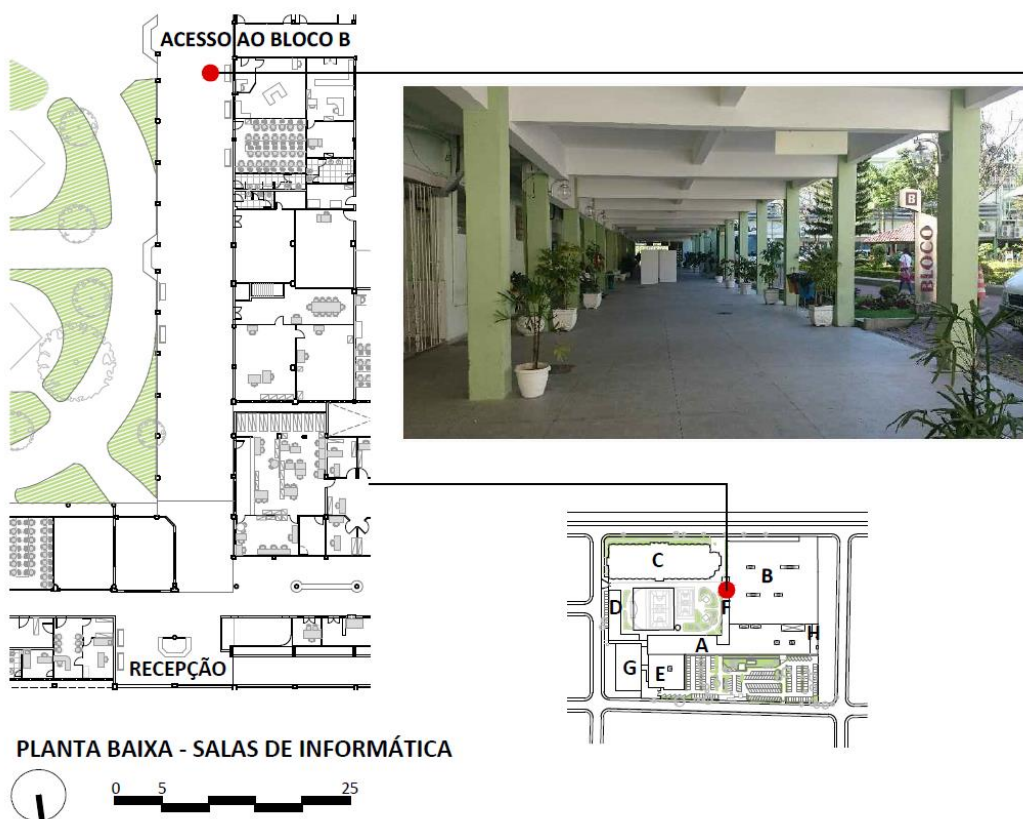 ACESSO AO BLOCO B
B
BLOCO
C
B
D
F
H
A
G
E
RECEPÇÃO
PLANTA BAIXA - SALAS DE INFORMÁTICA
0 5 25